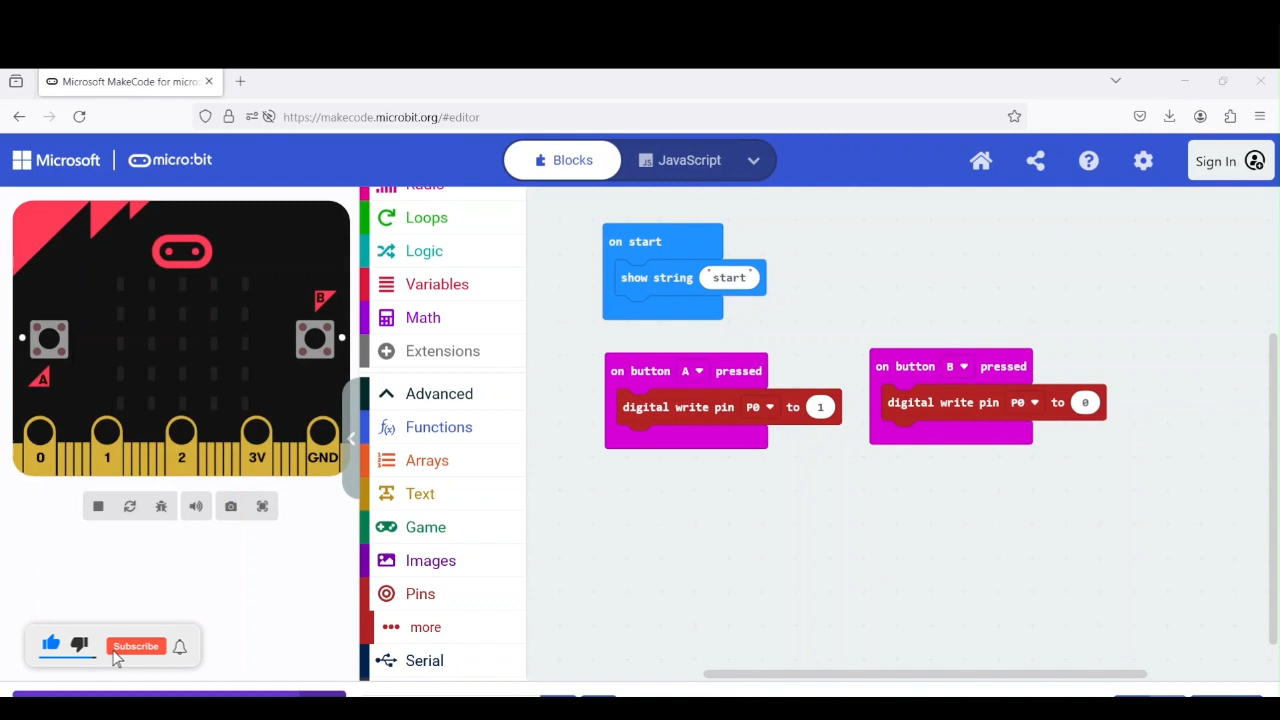 Microsoft MakeCode for micro:
https://makecode.microbit.org/#editor
Microsoft
micro:bit
Blocks
JS JavaScript
Sign In
Radio
Loops
Logic
Variables
Math
Extensions
Advanced
Functions
Arrays
Text
Game
Images
Pins
more
Serial
B
A
0 1 2 3V GND
Subscribe
on start
show string "start"
on button A pressed
digital write pin P0 to 1
on button B pressed
digital write pin P0 to 0